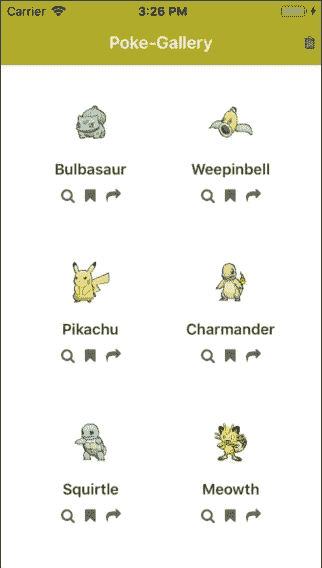 Carrier 3:26 PM
Poke-Gallery
Bulbasaur Weepinbell
Pikachu Charmander
Squirtle Meowth